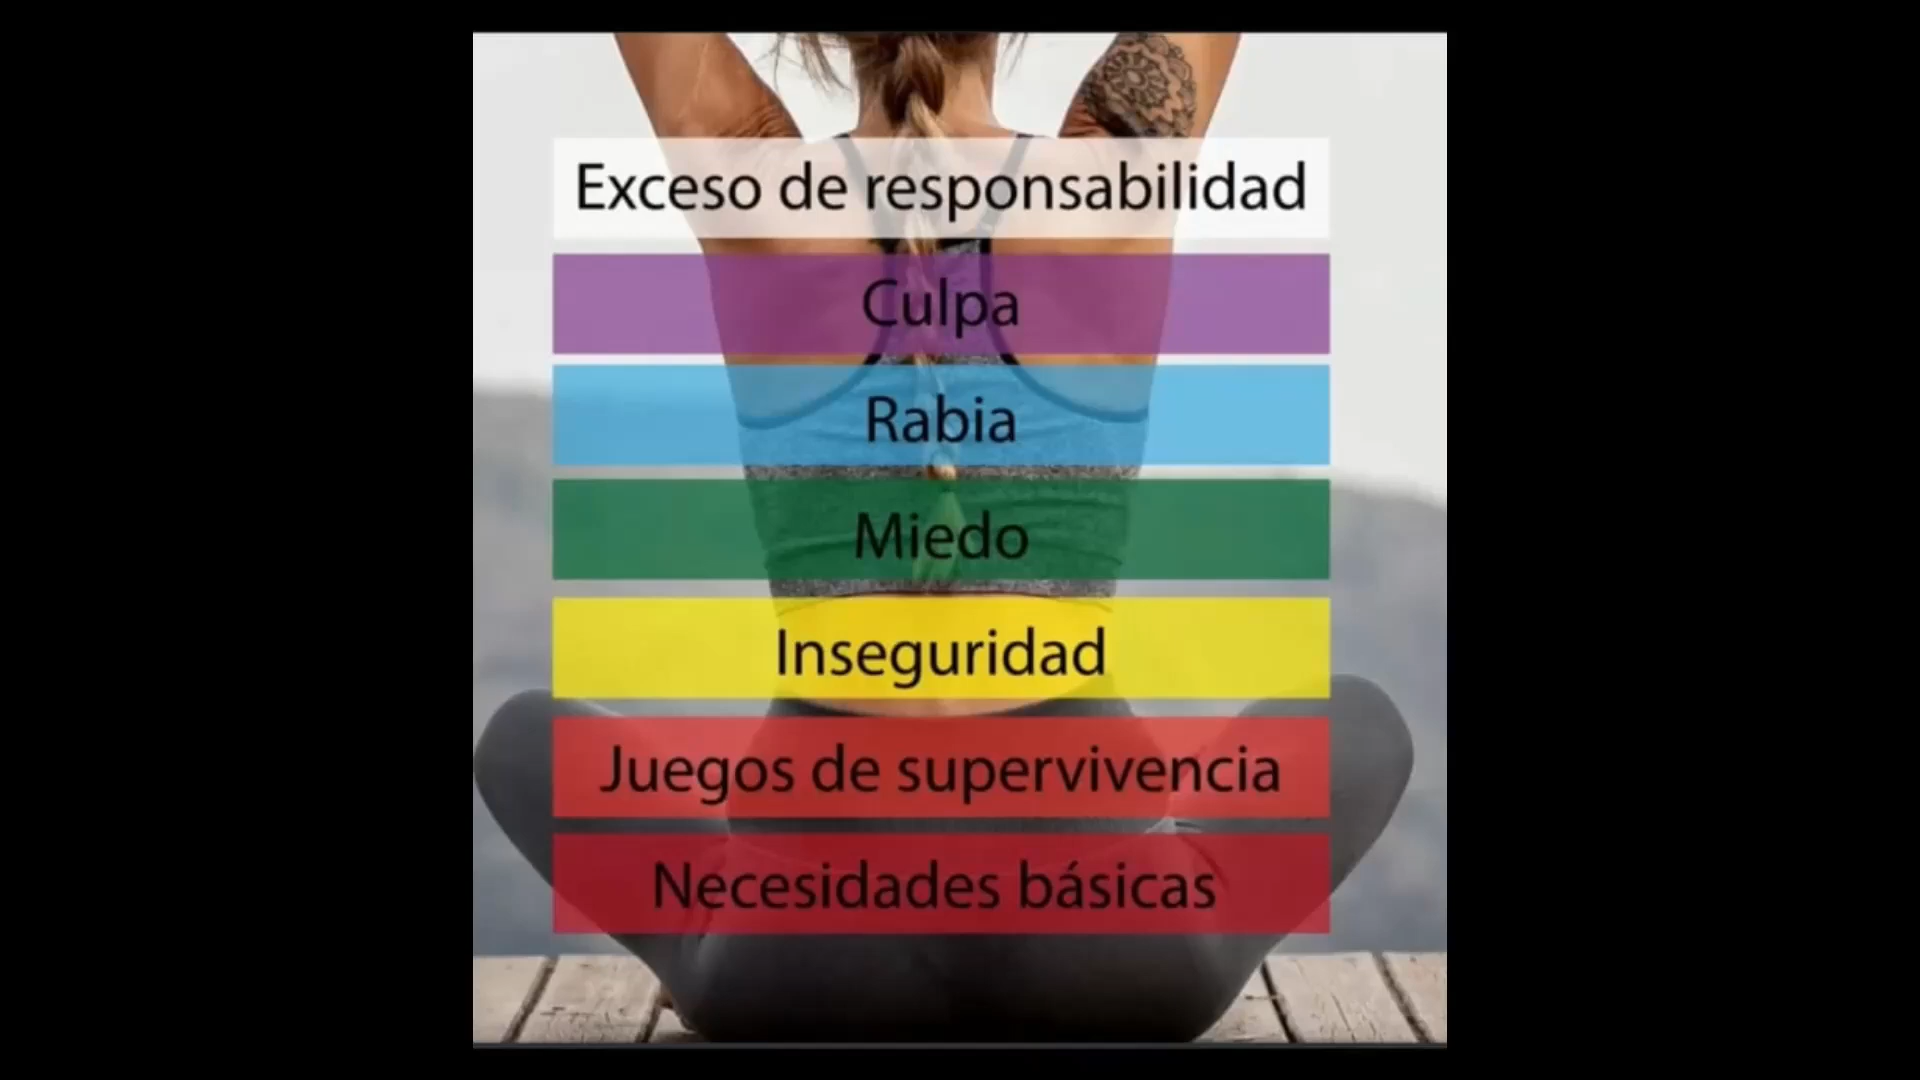 Exceso de responsabilidad
Culpa
Rabia
Miedo
Inseguridad
Juegos de supervivencia
Necesidades básicas